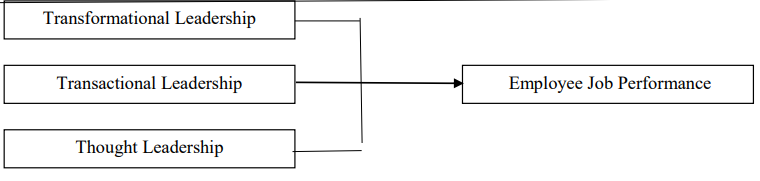 Transformational Leadership
Transactional Leadership
Employee Job Performance
Thought Leadership